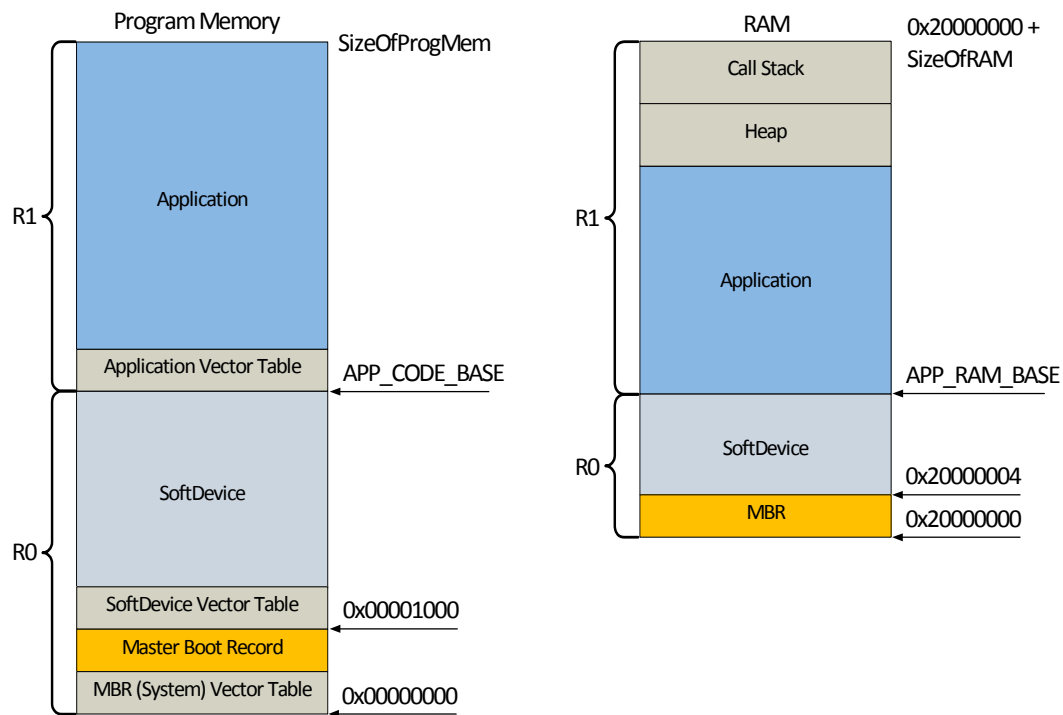 Program Memory
SizeOfProgMem
Application
R1
Application Vector Table
APP_CODE_BASE
SoftDevice
R0
SoftDevice Vector Table
0x00001000
Master Boot Record
MBR (System) Vector Table
0x00000000
RAM
0x20000000 +
SizeOfRAM
Call Stack
Heap
R1
Application
APP_RAM_BASE
SoftDevice
R0
0x20000004
MBR
0x20000000